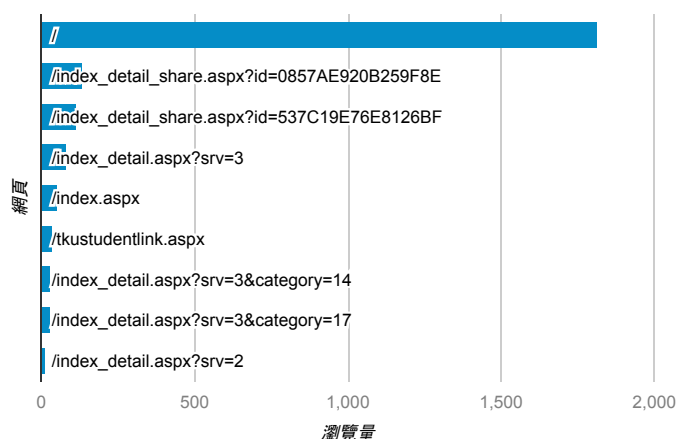 /
/index_detail_share.aspx?id=0857AE920B259F8E
/index_detail_share.aspx?id=537C19E76E8126BF
/index_detail.aspx?srv=3
/index.aspx
/tkustudentlink.aspx
/index_detail.aspx?srv=3&category=14
/index_detail.aspx?srv=3&category=17
/index_detail.aspx?srv=2
網頁
0 500 1,000 1,500 2,000
瀏覽量